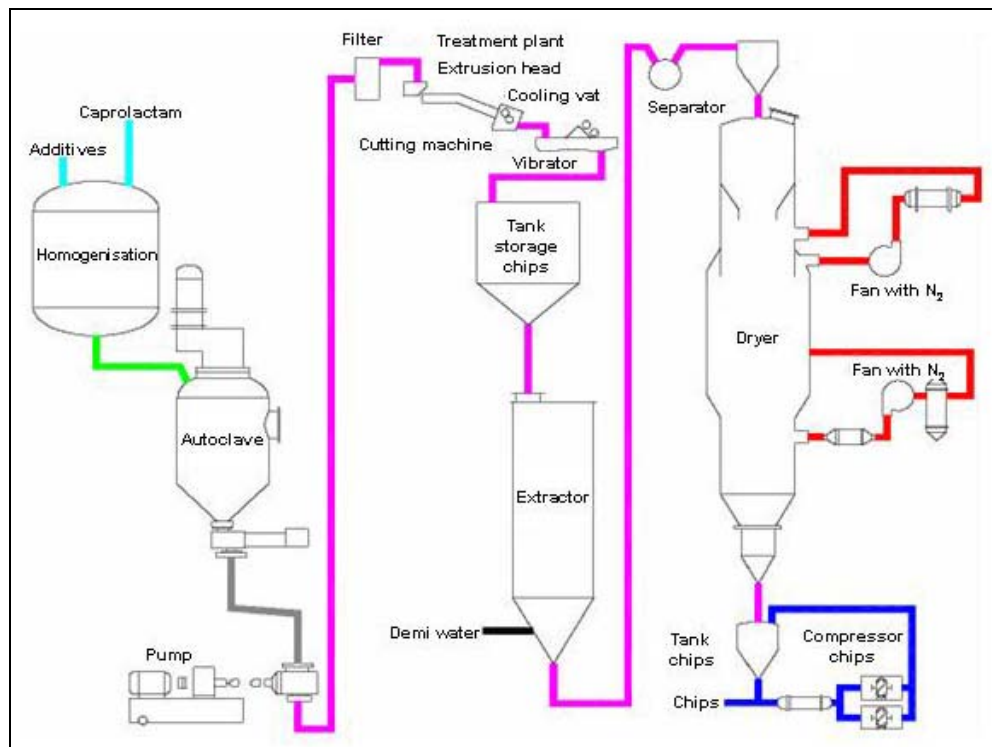 Filter
Treatment plant
Extrusion head
Cooling vat
Cutting machine
Vibrator
Separator
Caprolactam
Additives
Homogenisation
Tank
storage
chips
Fan with N₂
Dryer
Fan with N₂
Autoclave
Extractor
Demi water
Pump
Tank
chips
Compressor
chips
Chips